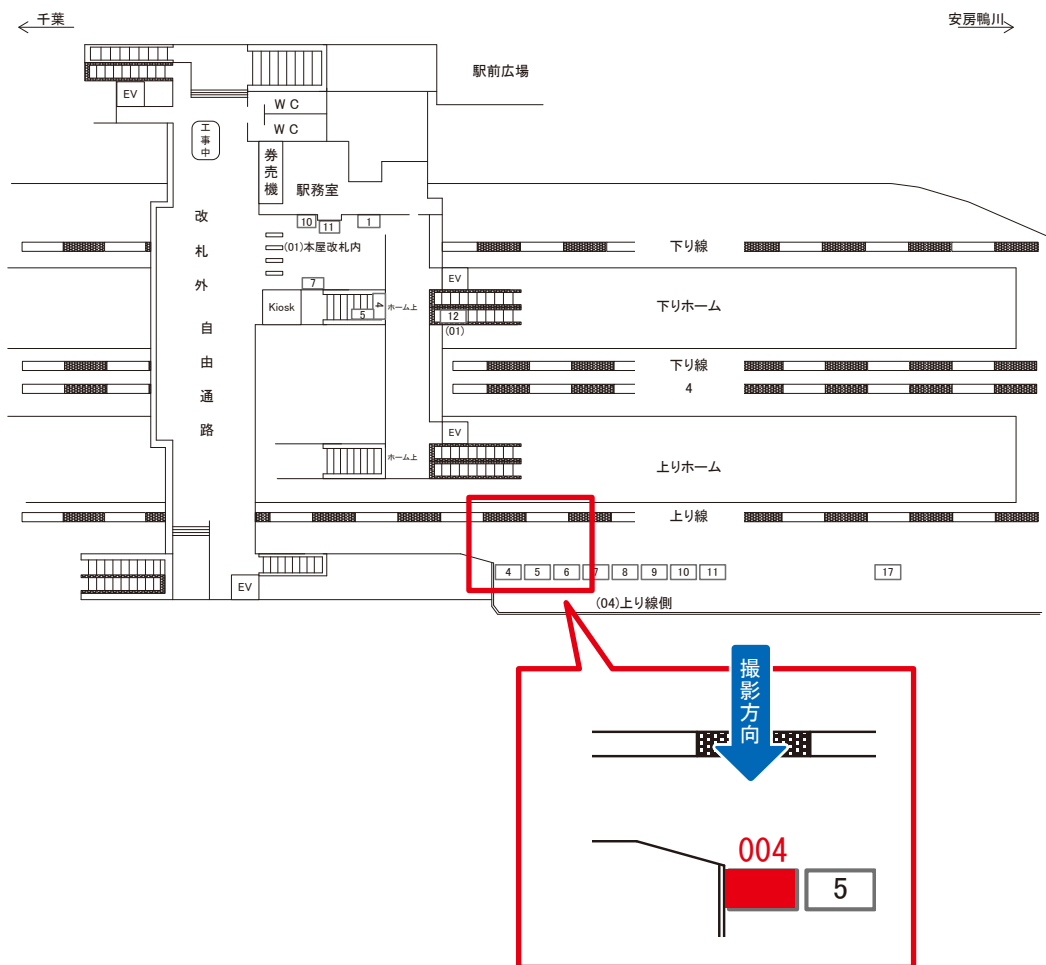 千葉
安房鴨川
駅前広場
EV
WC
WC
工事中
券売機
駅務室
改札外 自由通路
10
11
1
(01)本屋改札内
下り線
7
EV
Kiosk
4
5
ホーム上
12
(01)
下りホーム
下り線
4
EV
ホーム上
上りホーム
上り線
EV
4
5
6
7
8
9
10
11
17
(04)上り線側
撮影方向
004
5